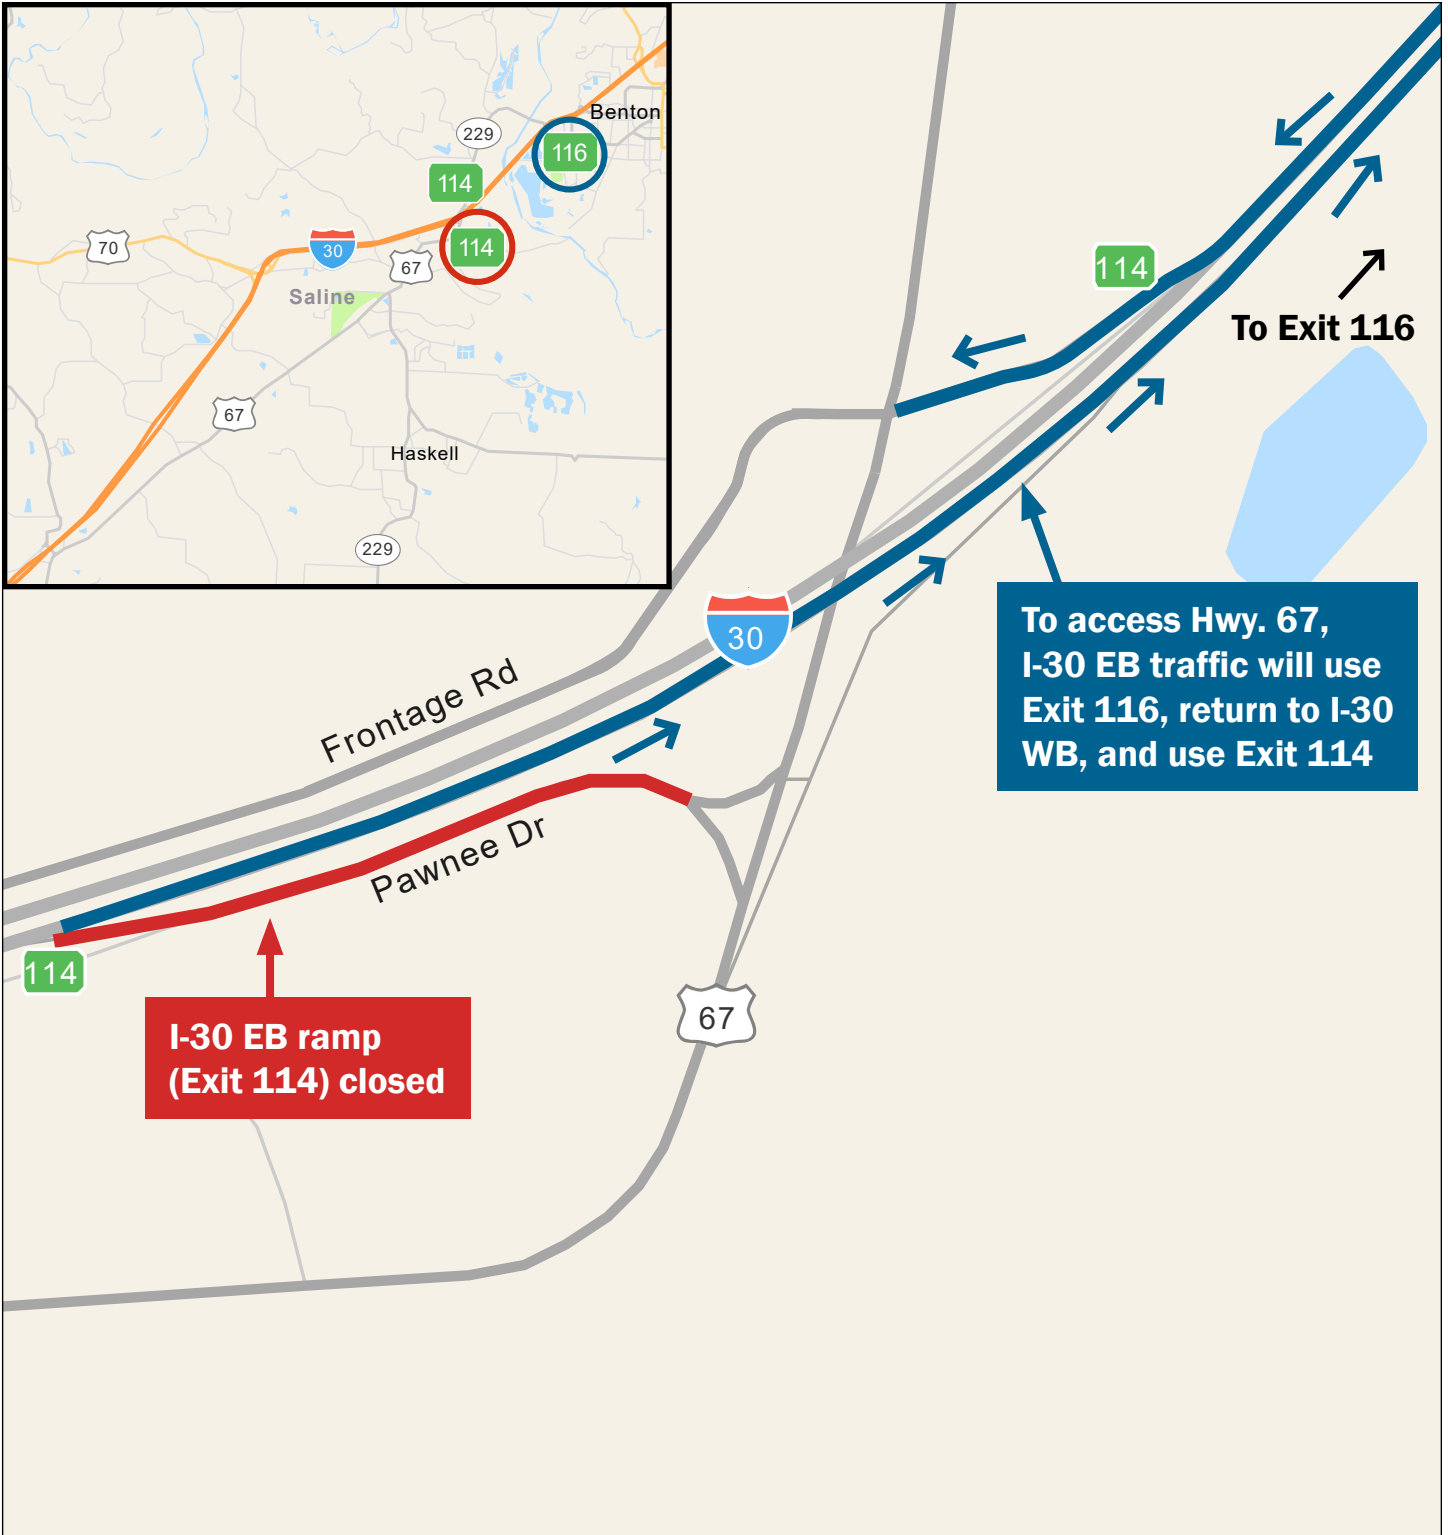 Benton
229
116
114
70
30
114
67
Saline
67
Haskell
229
114
To Exit 116
30
To access Hwy. 67,
I-30 EB traffic will use
Exit 116, return to I-30
WB, and use Exit 114
Frontage Rd
Pawnee Dr
114
67
I-30 EB ramp
(Exit 114) closed